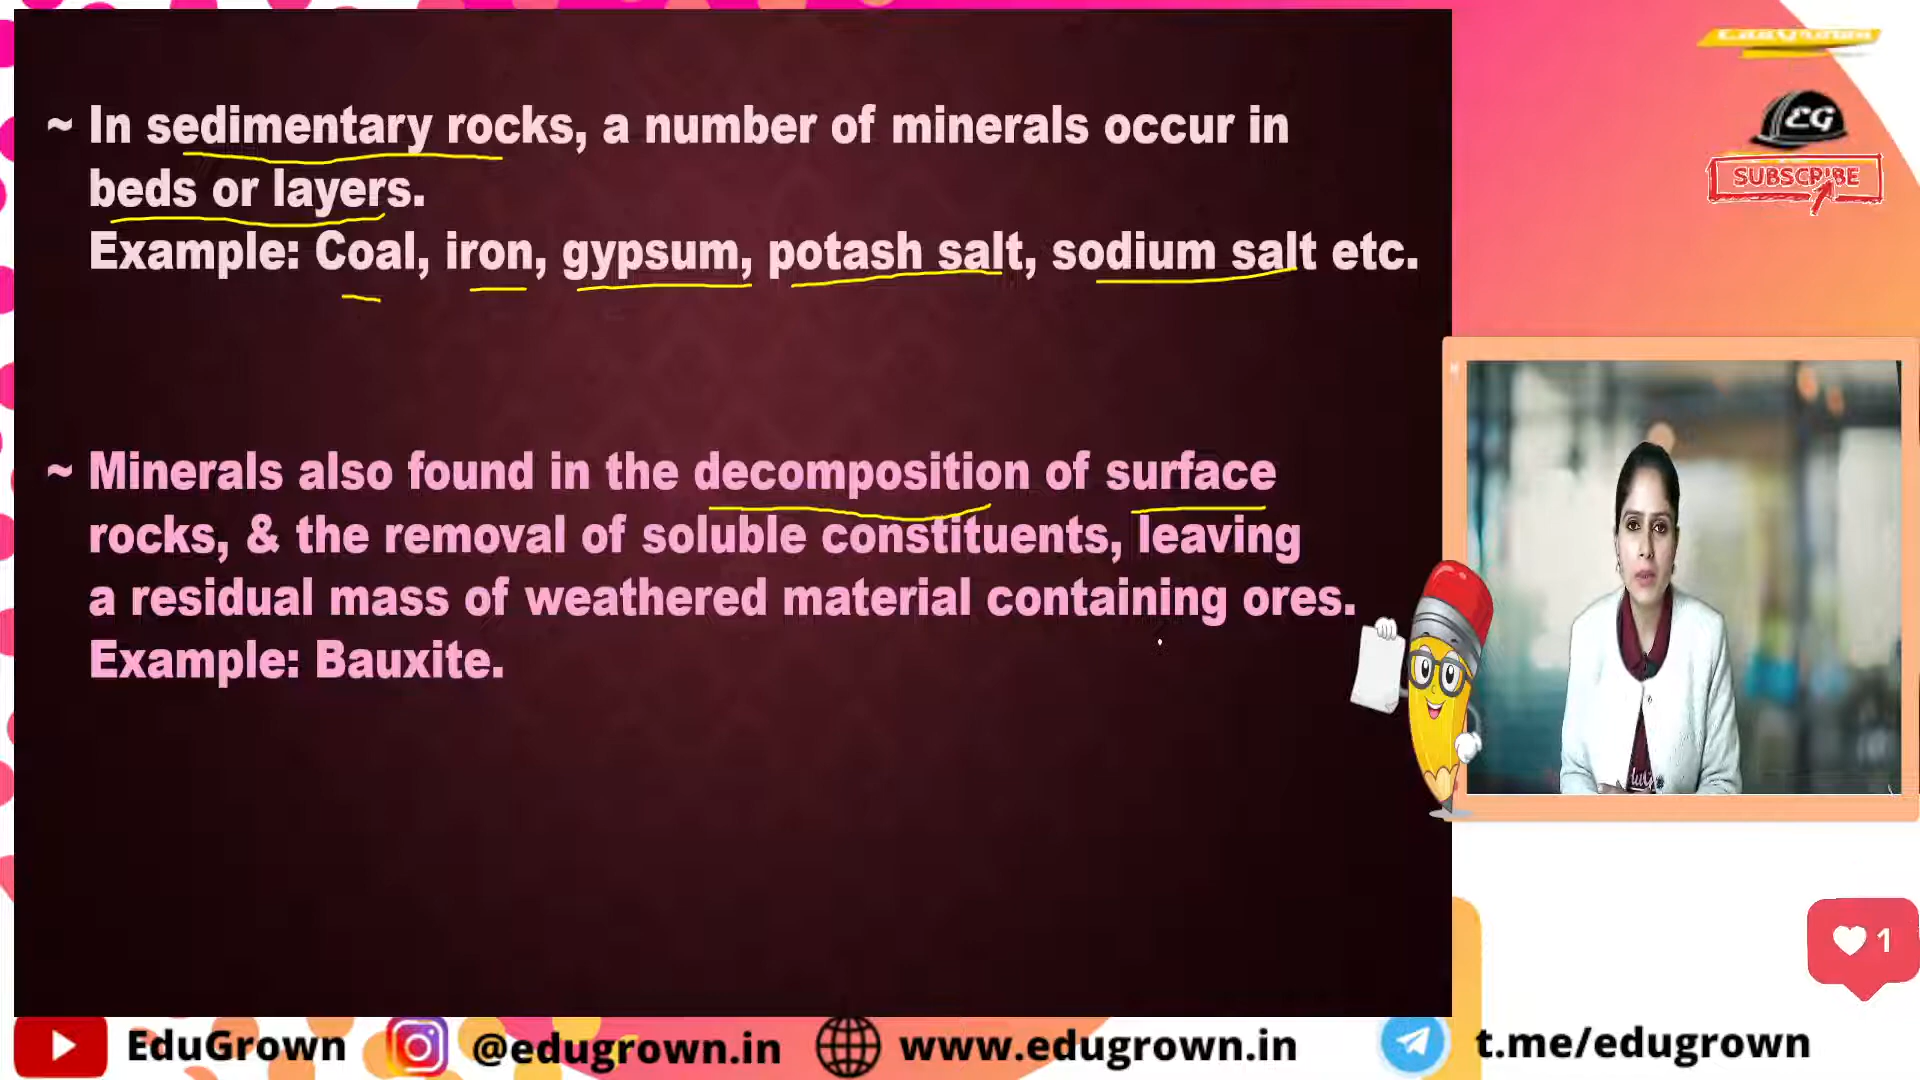 ~ In sedimentary rocks, a number of minerals occur in
beds or layers.
Example: Coal, iron, gypsum, potash salt, sodium salt etc.
~ Minerals also found in the decomposition of surface
rocks, & the removal of soluble constituents, leaving
a residual mass of weathered material containing ores.
Example: Bauxite.
EG
SUBSCRIBE
1
EduGrown
@edugrown.in
www.edugrown.in
t.me/edugrown